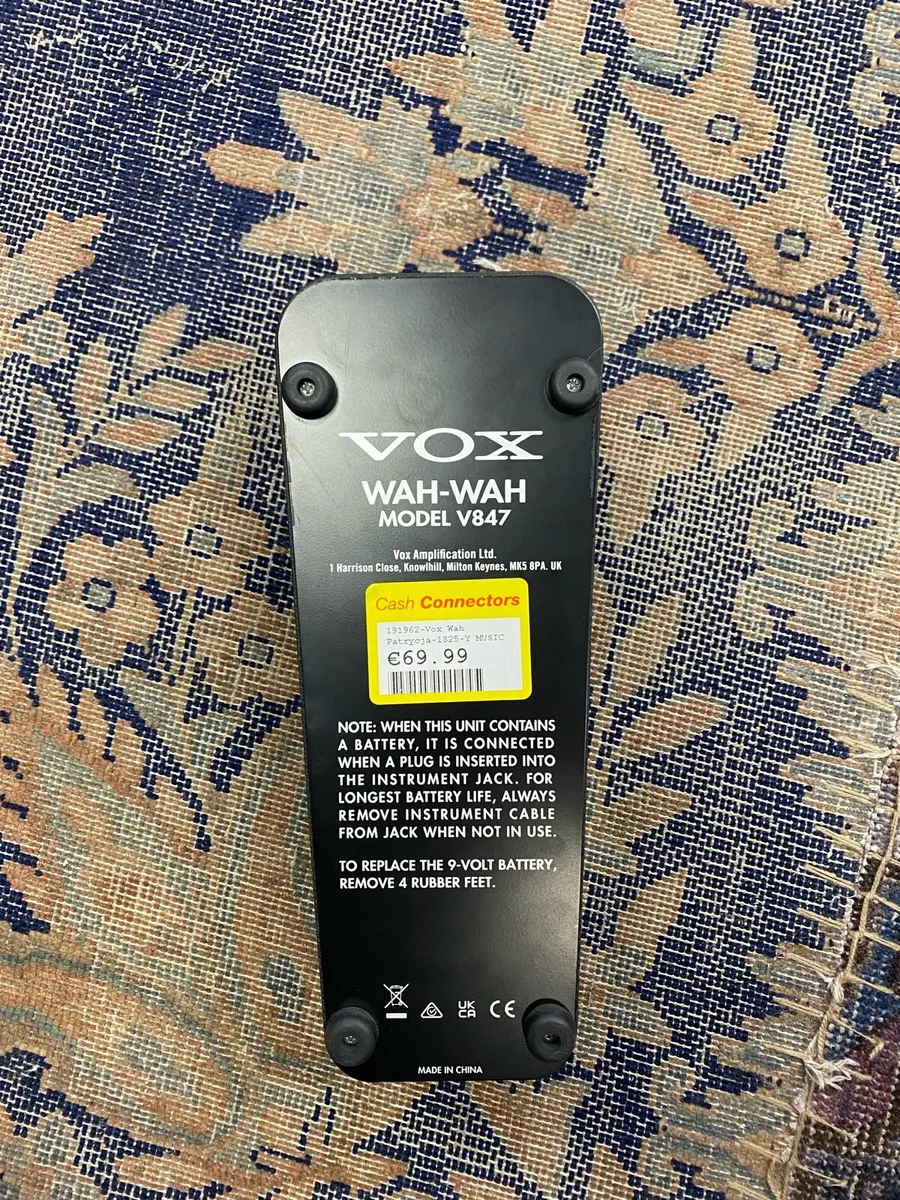 VOX
WAH-WAH
MODEL V847
Vox Amplification Ltd.
1 Harrison Close, Knowlhill, Milton Keynes, MK5 8PA. UK
Cash Connectors
191962-Vox Wah
Patrycja-1825-Y MUSIC
€69.99
NOTE: WHEN THIS UNIT CONTAINS
A BATTERY, IT IS CONNECTED
WHEN A PLUG IS INSERTED INTO
THE INSTRUMENT JACK. FOR
LONGEST BATTERY LIFE, ALWAYS
REMOVE INSTRUMENT CABLE
FROM JACK WHEN NOT IN USE.
TO REPLACE THE 9-VOLT BATTERY,
REMOVE 4 RUBBER FEET.
UK
CA
CE
MADE IN CHINA